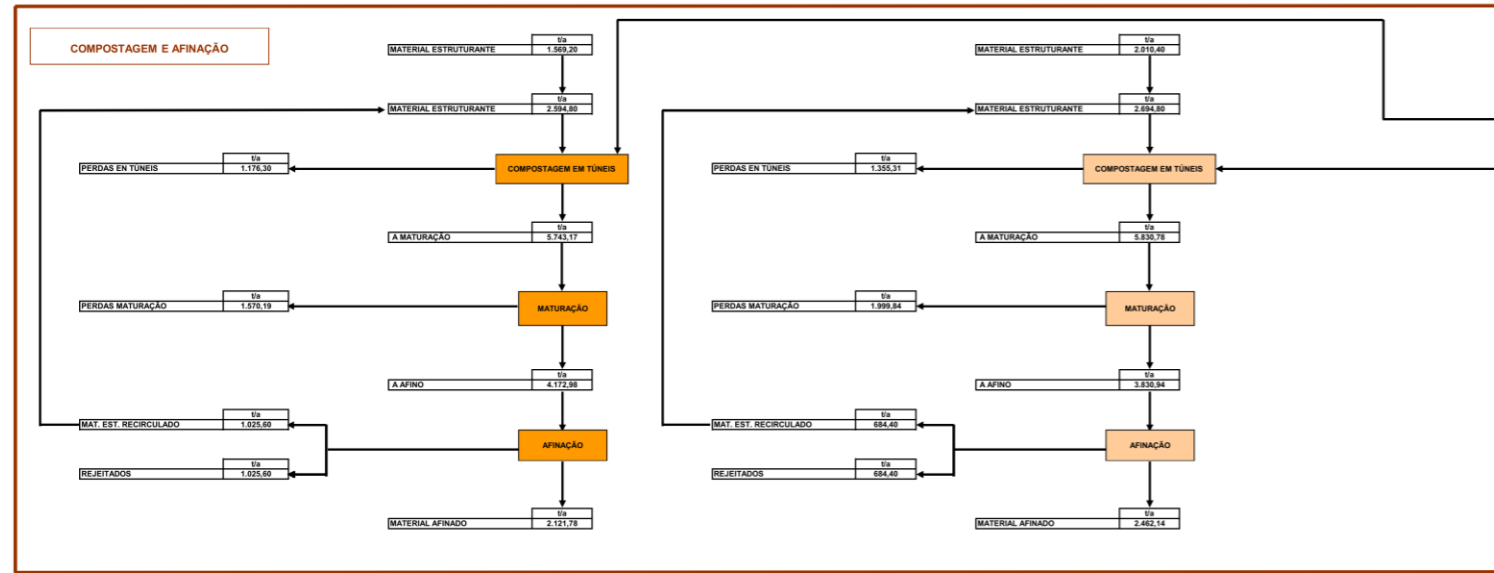 COMPOSTAGEM E AFINAÇÃO
t/a
MATERIAL ESTRUTURANTE 1.569,20
t/a
MATERIAL ESTRUTURANTE 2.594,80
COMPOSTAGEM EM TÚNEIS
t/a
PERDAS EN TÚNEIS 1.176,30
t/a
A MATURAÇÃO 5.743,17
MATURAÇÃO
t/a
PERDAS MATURAÇÃO 1.570,19
t/a
A AFINO 4.172,98
AFINAÇÃO
t/a
MAT. EST. RECIRCULADO 1.025,60
t/a
REJEITADOS 1.025,60
t/a
MATERIAL AFINADO 2.121,78
t/a
MATERIAL ESTRUTURANTE 2.010,40
t/a
MATERIAL ESTRUTURANTE 2.694,80
COMPOSTAGEM EM TÚNEIS
t/a
PERDAS EN TÚNEIS 1.355,31
t/a
A MATURAÇÃO 5.830,78
MATURAÇÃO
t/a
PERDAS MATURAÇÃO 1.999,84
t/a
A AFINO 3.830,94
AFINAÇÃO
t/a
MAT. EST. RECIRCULADO 684,40
t/a
REJEITADOS 684,40
t/a
MATERIAL AFINADO 2.462,14